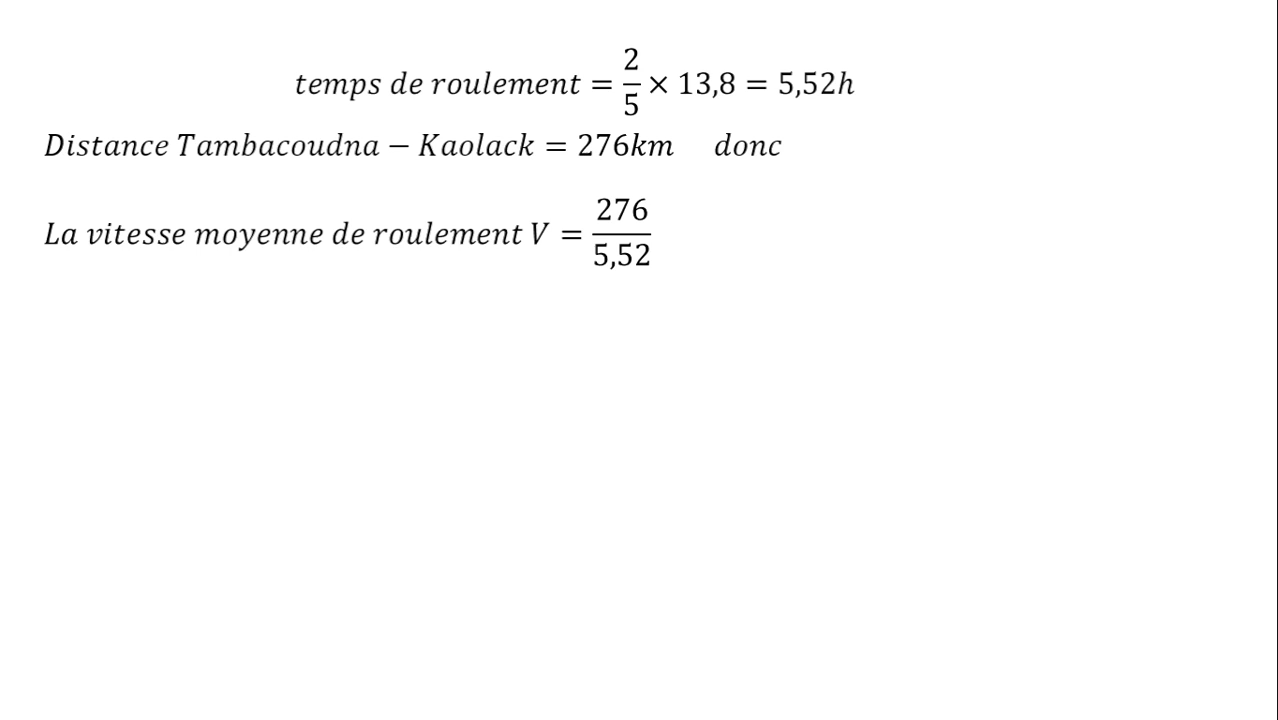 temps de roulement = 2/5 × 13,8 = 5,52h
Distance Tambacoudna − Kaolack = 276km donc
La vitesse moyenne de roulement V = 276/5,52